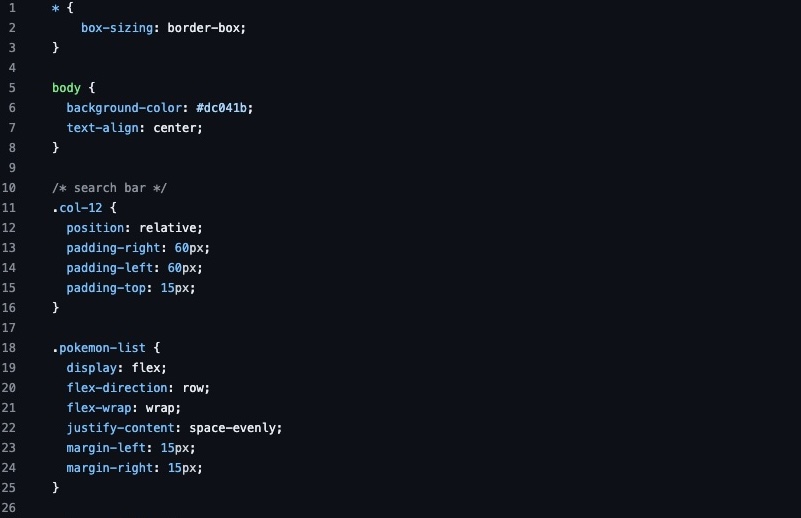 1 * {
2     box-sizing: border-box;
3 }
4
5 body {
6   background-color: #dc041b;
7   text-align: center;
8 }
9
10 /* search bar */
11 .col-12 {
12   position: relative;
13   padding-right: 60px;
14   padding-left: 60px;
15   padding-top: 15px;
16 }
17
18 .pokemon-list {
19   display: flex;
20   flex-direction: row;
21   flex-wrap: wrap;
22   justify-content: space-evenly;
23   margin-left: 15px;
24   margin-right: 15px;
25 }
26